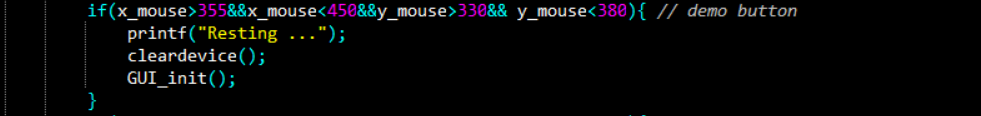 if(x_mouse>355&&x_mouse<450&&y_mouse>330&& y_mouse<380){ // demo button
printf("Resting ...");
cleardevice();
GUI_init();
}